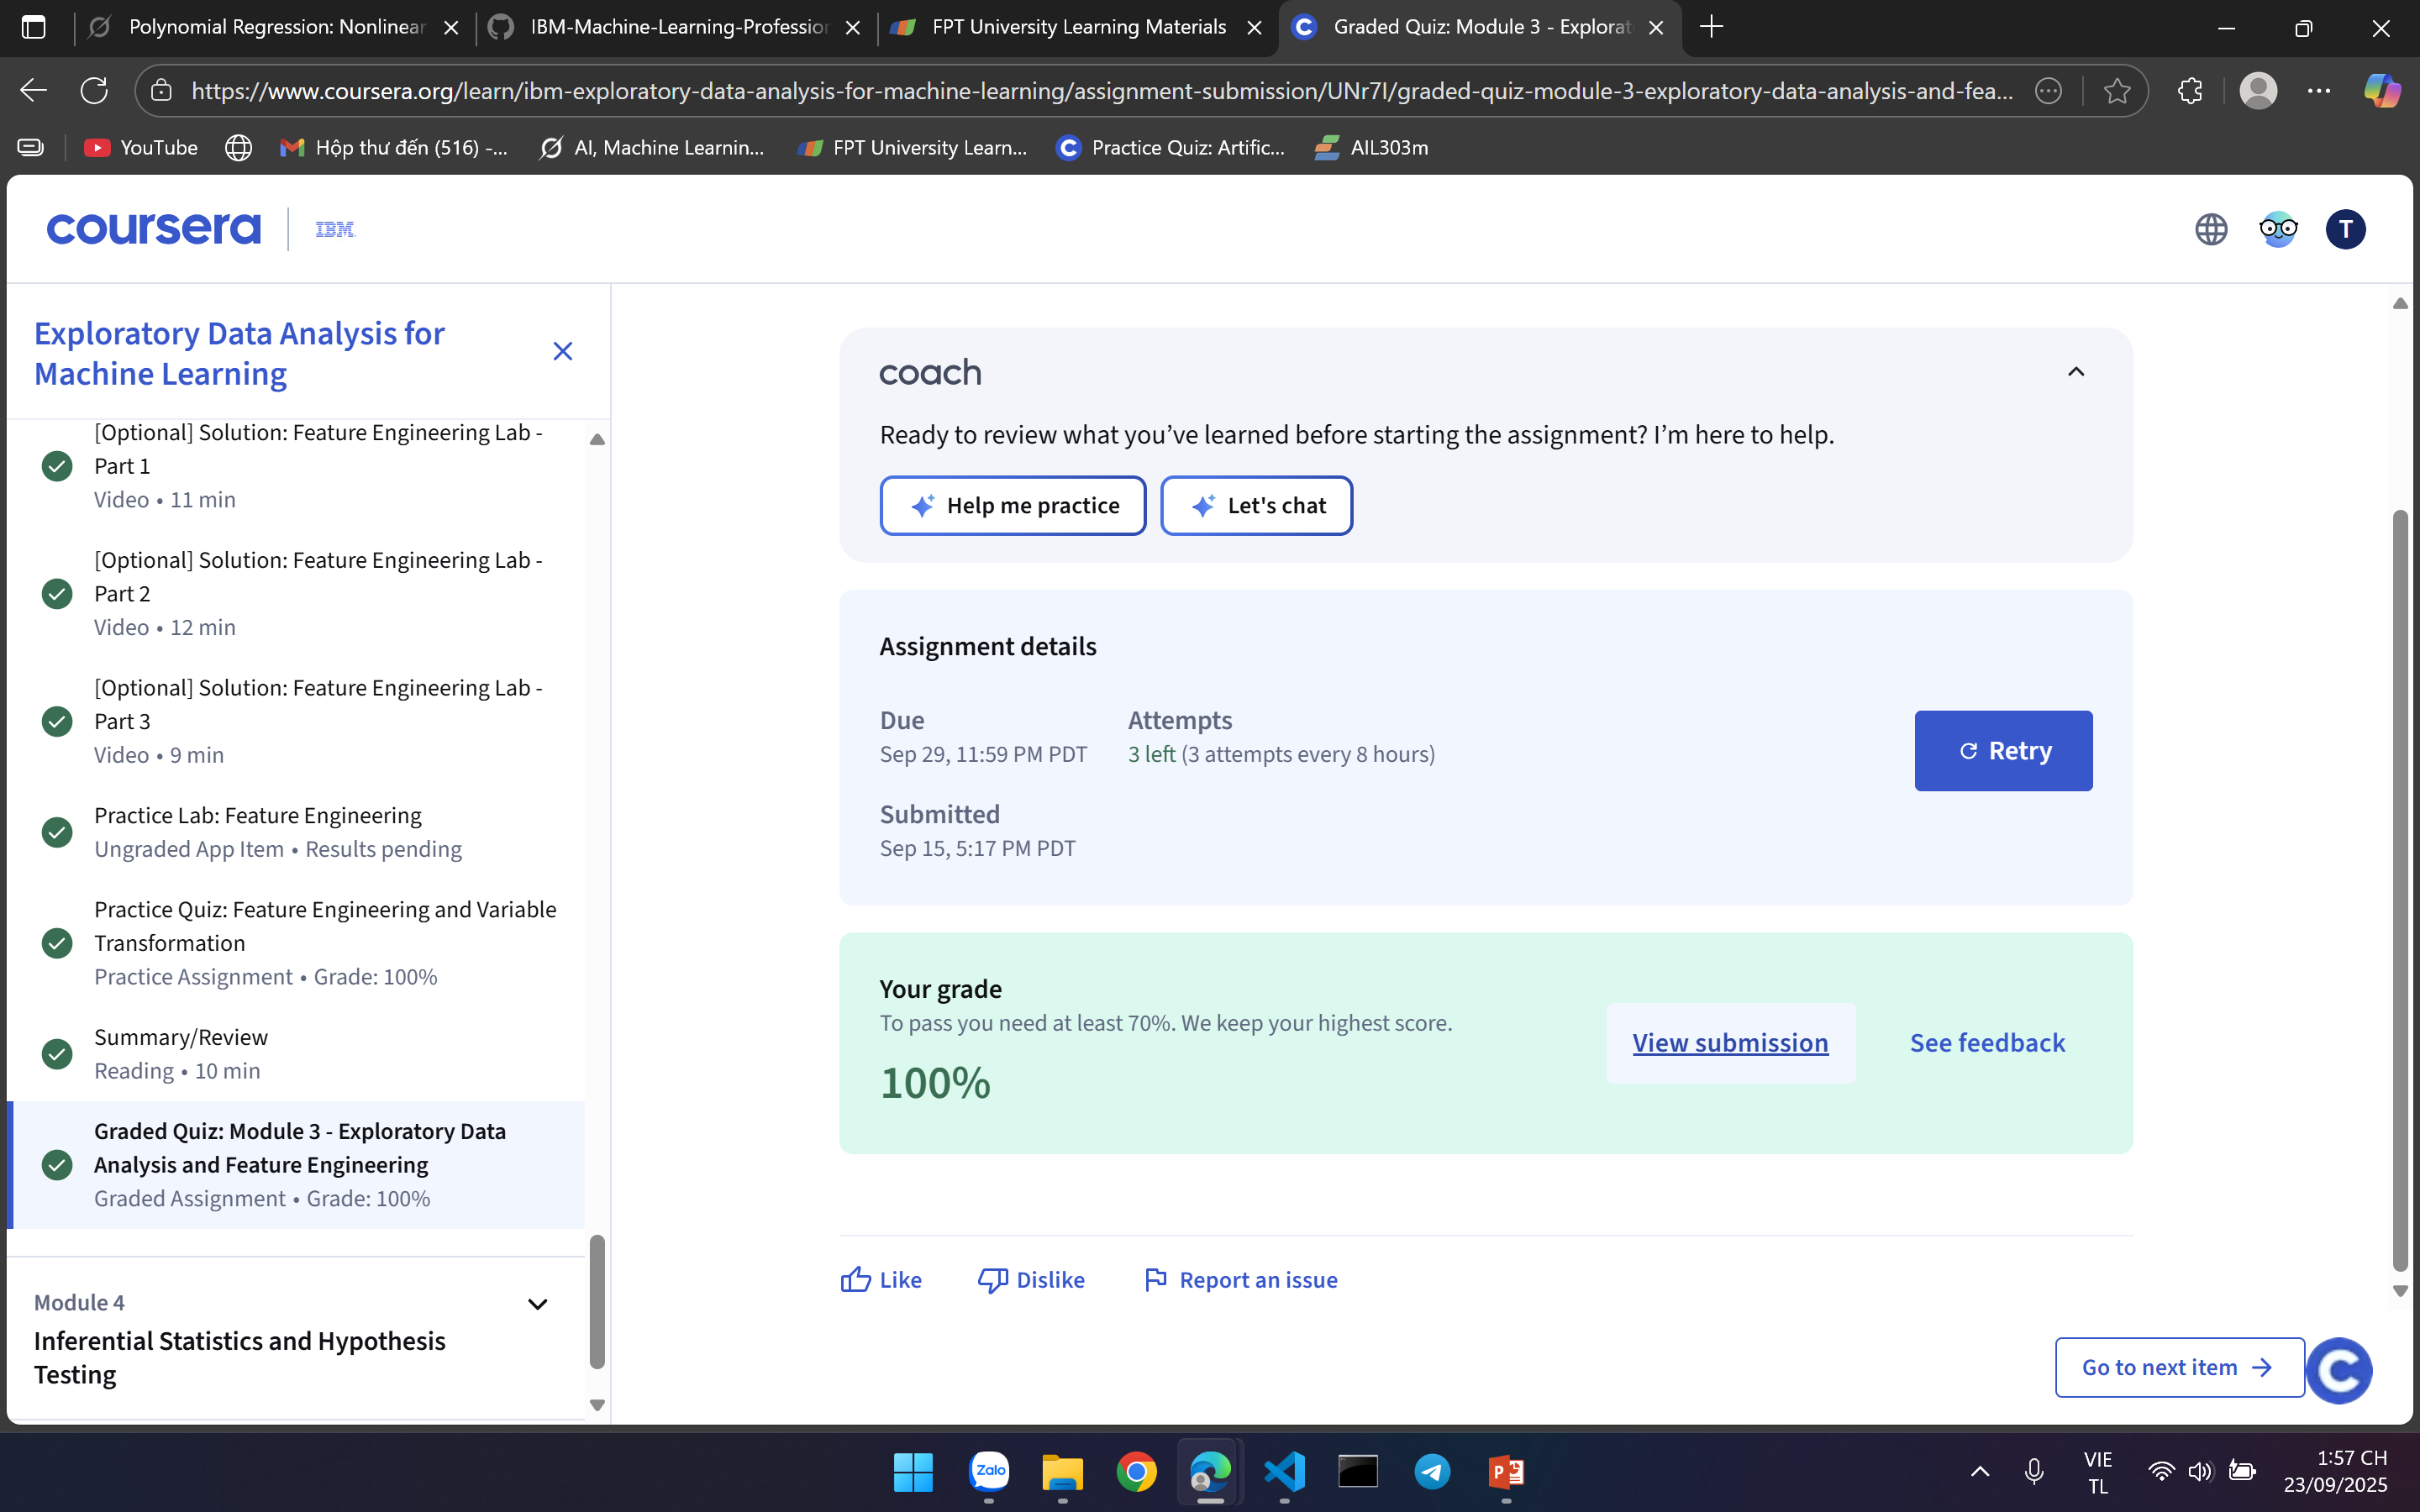 Polynomial Regression: Nonlinear
IBM-Machine-Learning-Profession
FPT University Learning Materials
Graded Quiz: Module 3 - Explorat
https://www.coursera.org/learn/ibm-exploratory-data-analysis-for-machine-learning/assignment-submission/UNr7I/graded-quiz-module-3-exploratory-data-analysis-and-fea...
YouTube
Hộp thư đến (516) -...
AI, Machine Learnin...
FPT University Learn...
Practice Quiz: Artific...
AIL303m
coursera
IBM
T
Exploratory Data Analysis for
Machine Learning
[Optional] Solution: Feature Engineering Lab -
Part 1
Video • 11 min
[Optional] Solution: Feature Engineering Lab -
Part 2
Video • 12 min
[Optional] Solution: Feature Engineering Lab -
Part 3
Video • 9 min
Practice Lab: Feature Engineering
Ungraded App Item • Results pending
Practice Quiz: Feature Engineering and Variable
Transformation
Practice Assignment • Grade: 100%
Summary/Review
Reading • 10 min
Graded Quiz: Module 3 - Exploratory Data
Analysis and Feature Engineering
Graded Assignment • Grade: 100%
Module 4
Inferential Statistics and Hypothesis
Testing
coach
Ready to review what you’ve learned before starting the assignment? I’m here to help.
Help me practice
Let's chat
Assignment details
Due
Sep 29, 11:59 PM PDT
Attempts
3 left (3 attempts every 8 hours)
Submitted
Sep 15, 5:17 PM PDT
Retry
Your grade
To pass you need at least 70%. We keep your highest score.
100%
View submission
See feedback
Like
Dislike
Report an issue
Go to next item
Zalo
VIE
TL
1:57 CH
23/09/2025